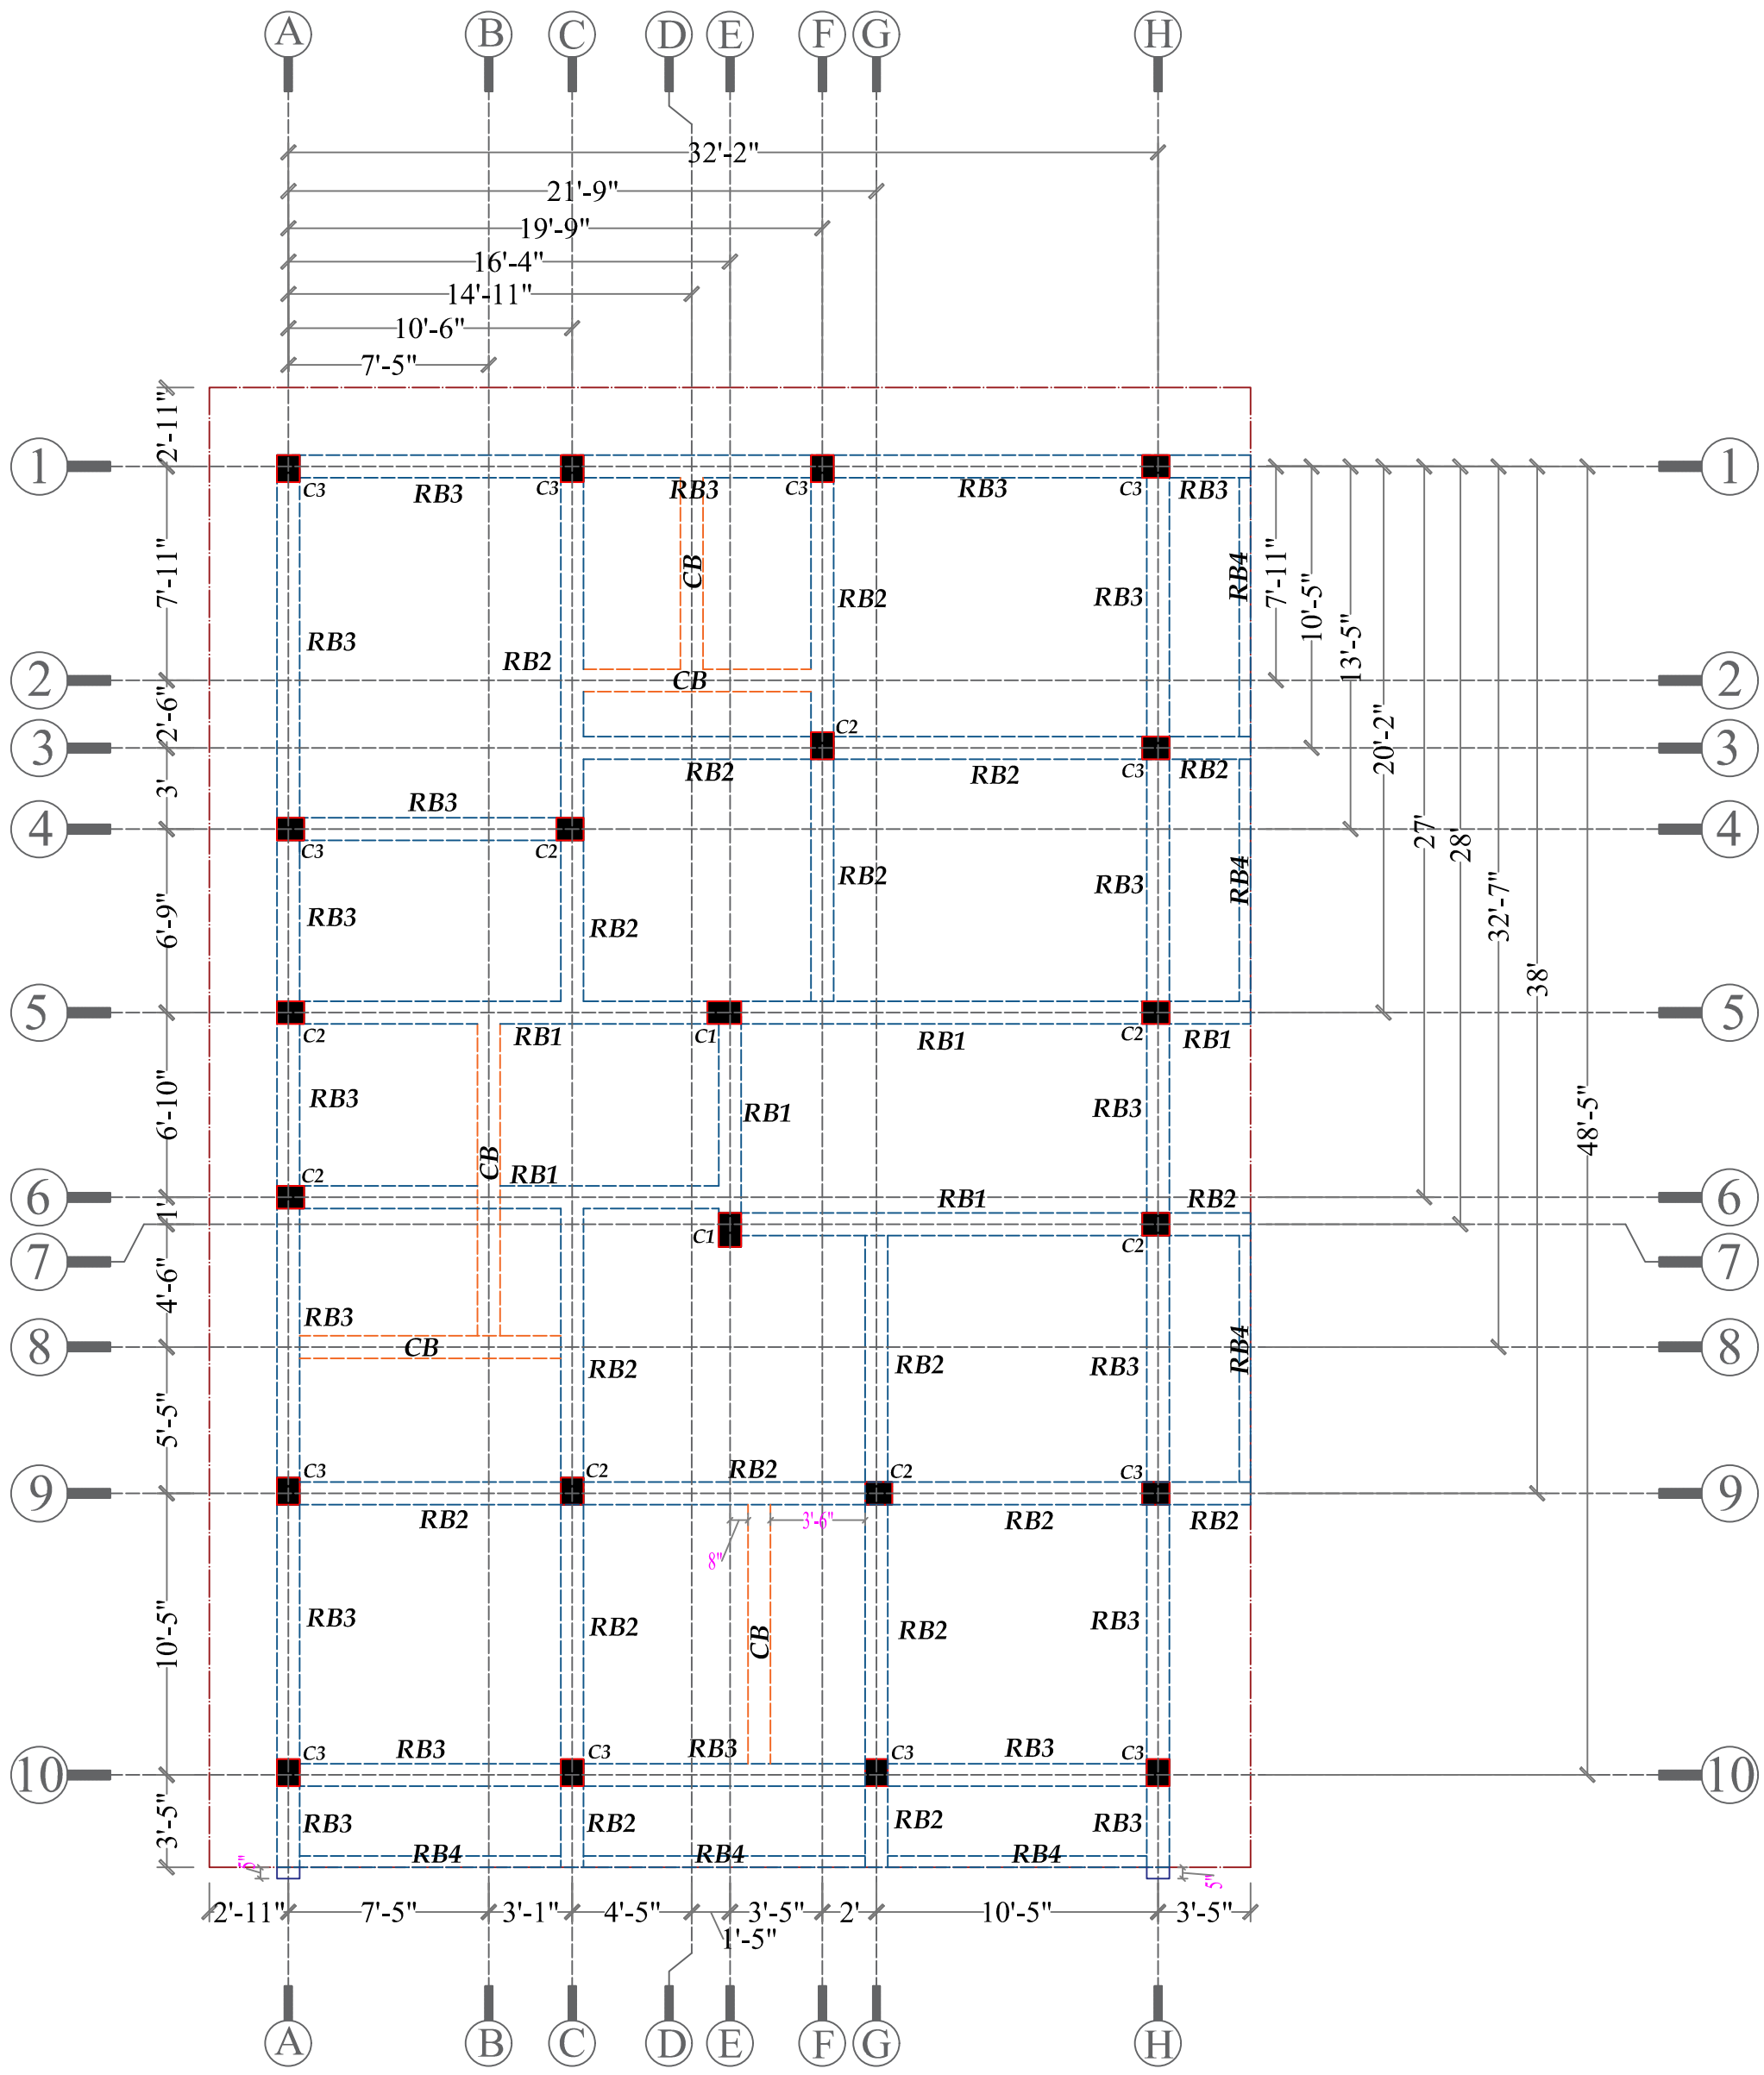 A B C D E F G H
32'-2"
21'-9"
19'-9"
16'-4"
14'-11"
10'-6"
7'-5"
2'-11"
1 1
C3 RB3 C3 RB3 C3 RB3 C3 RB3
7'-11" CB RB4 7'-11"
RB3 RB2 RB2 RB3 10'-5"
13'-5"
2 CB 2
2'-6" C2 20'-2"
3 3
3' RB3 RB2 RB2 C3 RB2
4 4
C3 C2 27' 28'
RB3 RB2 RB2 RB3 RB4
6'-9" 32'-7"
38'
5 5
C2 RB1 C1 RB1 C2 RB1
6'-10" RB3 RB1 RB3 48'-5"
C2 CB RB1
6 RB1 RB2 6
1' C1 C2
7 7
4'-6" RB3
8 CB RB2 RB2 RB3 RB4 8
5'-5"
C3 C2 RB2 C2 C3
9 9
RB2 3'-6" RB2 RB2
8"
10'-5" RB3 RB2 CB RB2 RB3
C3 RB3 C3 RB3 C3 RB3 C3
10 10
3'-5" RB3 RB2 RB2 RB3
5" RB4 RB4 RB4 5"
2'-11" 7'-5" 3'-1" 4'-5" 3'-5" 2' 10'-5" 3'-5"
1'-5"
A B C D E F G H